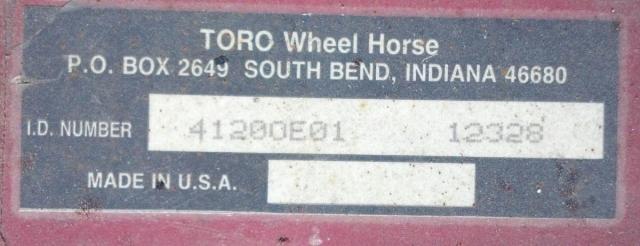 TORO Wheel Horse
P.O. BOX 2649 SOUTH BEND, INDIANA 46680
I.D. NUMBER 41200E01 12328
MADE IN U.S.A.